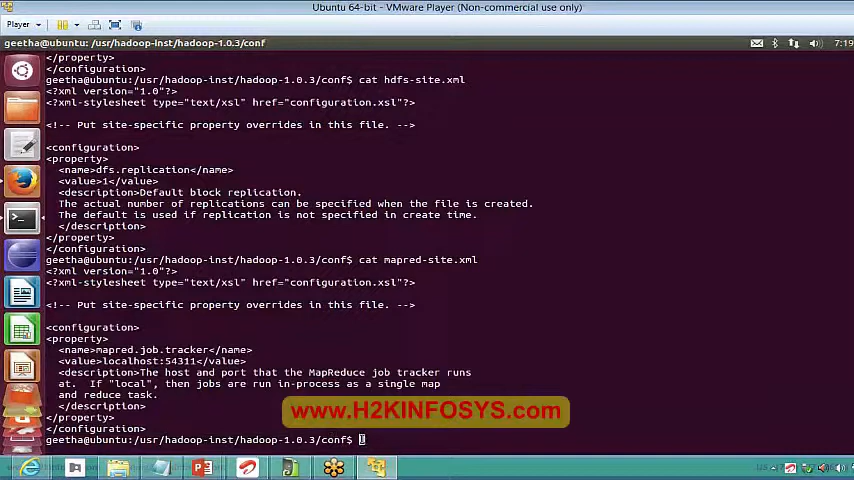 Ubuntu 64-bit - VMware Player (Non-commercial use only)
Player
geetha@ubuntu: /usr/hadoop-inst/hadoop-1.0.3/conf
7:19
</property>
</configuration>
geetha@ubuntu:/usr/hadoop-inst/hadoop-1.0.3/conf$ cat hdfs-site.xml
<?xml version="1.0"?>
<?xml-stylesheet type="text/xsl" href="configuration.xsl"?>
<!-- Put site-specific property overrides in this file. -->
<configuration>
<property>
<name>dfs.replication</name>
<value>1</value>
<description>Default block replication.
The actual number of replications can be specified when the file is created.
The default is used if replication is not specified in create time.
</description>
</property>
</configuration>
geetha@ubuntu:/usr/hadoop-inst/hadoop-1.0.3/conf$ cat mapred-site.xml
<?xml version="1.0"?>
<?xml-stylesheet type="text/xsl" href="configuration.xsl"?>
<!-- Put site-specific property overrides in this file. -->
<configuration>
<property>
<name>mapred.job.tracker</name>
<value>localhost:54311</value>
<description>The host and port that the MapReduce job tracker runs
at.  If "local", then jobs are run in-process as a single map
and reduce task.
</description>
</property>
</configuration>
geetha@ubuntu:/usr/hadoop-inst/hadoop-1.0.3/conf$
www.H2KINFOSYS.com